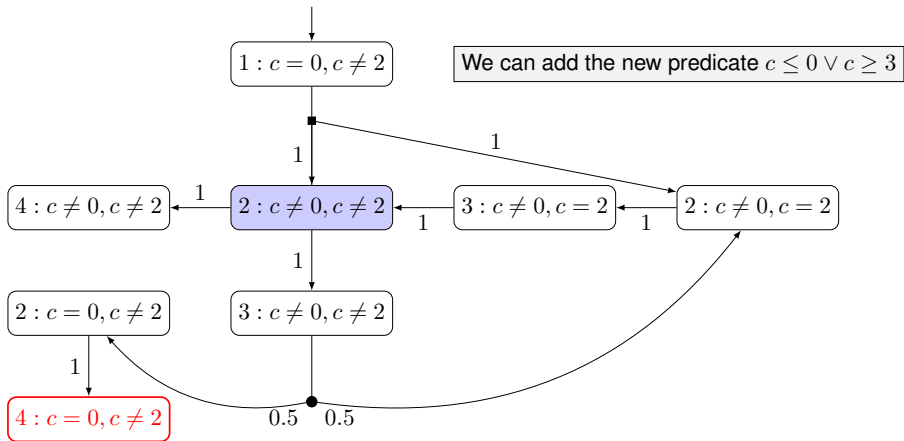 1 : c = 0, c ≠ 2
We can add the new predicate c ≤ 0 ∨ c ≥ 3
1
1
4 : c ≠ 0, c ≠ 2
1
2 : c ≠ 0, c ≠ 2
1
3 : c ≠ 0, c = 2
1
2 : c ≠ 0, c = 2
1
2 : c = 0, c ≠ 2
3 : c ≠ 0, c ≠ 2
1
4 : c = 0, c ≠ 2
0.5
0.5